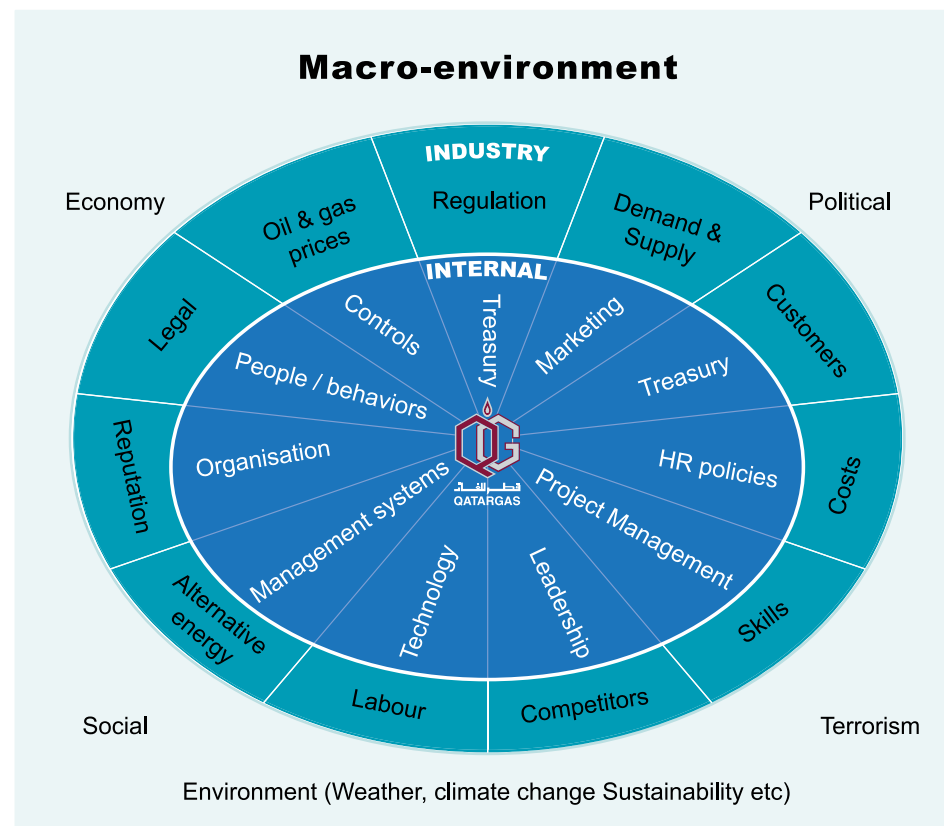 Macro-environment
INDUSTRY
Regulation
Economy
Political
Oil & gas
prices
Demand &
Supply
Legal
Customers
Reputation
Costs
Alternative
energy
Skills
Labour
Competitors
INTERNAL
Treasury
Controls
Marketing
People / behaviors
Treasury
Organisation
HR policies
Management systems
Project Management
Technology
Leadership
قطر للغاز
QATARGAS
Social
Terrorism
Environment (Weather, climate change Sustainability etc)